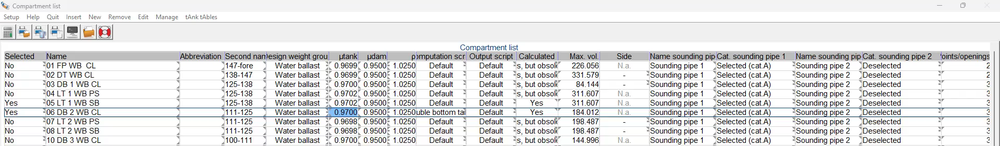 Compartment list
Setup Help Quit Insert New Remove Edit Manage tAnk tAbles
Compartment list
Selected Name Abbreviation Second nan esign weight grou µtank µdam ρ omputation scr Output script Calculated Max. vol. Side Name sounding pip Cat. sounding pipe 1 Name sounding pip Cat. sounding pipe 2 oints/openings
No 01 FP WB CL 147-fore Water ballast 0.9699 0.9500 1.0250 Default Default s, but obsol 226.056 N.a. Sounding pipe 1 Selected (cat.A) Sounding pipe 2 Deselected 2
No 02 DT WB CL 138-147 Water ballast 0.9699 0.9500 1.0250 Default Default s, but obsol 331.579 - Sounding pipe 1 Selected (cat.A) Sounding pipe 2 Deselected 2
No 03 DB 1 WB CL 125-138 Water ballast 0.9700 0.9500 1.0250 Default Default s, but obsol 84.144 - Sounding pipe 1 Selected (cat.A) Sounding pipe 2 Deselected 3
No 04 LT 1 WB PS 125-138 Water ballast 0.9702 0.9500 1.0250 Default Default s, but obsol 311.607 N.a. Sounding pipe 1 Selected (cat.A) Sounding pipe 2 Deselected 3
Yes 05 LT 1 WB SB 125-138 Water ballast 0.9702 0.9500 1.0250 Default Default Yes 311.607 N.a. Sounding pipe 1 Selected (cat.A) Sounding pipe 2 Deselected 3
Yes 06 DB 2 WB CL 111-125 Water ballast 0.9700 0.9500 1.0250 uble bottom tai Default Yes 184.012 N.a. Sounding pipe 1 Selected (cat.A) Sounding pipe 2 Deselected 3
No 07 LT 2 WB PS 111-125 Water ballast 0.9698 0.9500 1.0250 Default Default s, but obsol 198.487 - Sounding pipe 1 Selected (cat.A) Sounding pipe 2 Deselected 3
No 08 LT 2 WB SB 111-125 Water ballast 0.9698 0.9500 1.0250 Default Default s, but obsol 198.487 - Sounding pipe 1 Selected (cat.A) Sounding pipe 2 Deselected 3
No 10 DB 3 WB CL 100-111 Water ballast 0.9700 0.9500 1.0250 Default Default s, but obsol 144.996 N.a. Sounding pipe 1 Selected (cat.A) Sounding pipe 2 Deselected 3